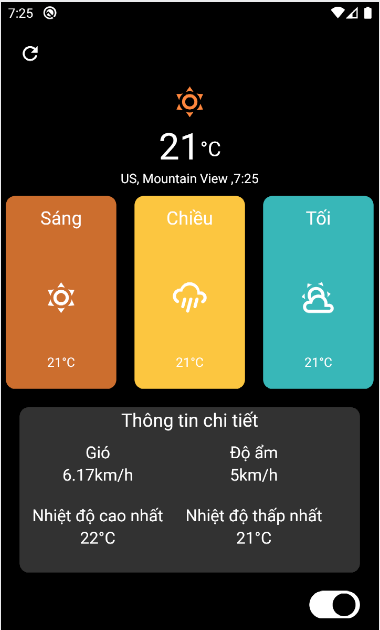 7:25
21°C
US, Mountain View ,7:25
Sáng Chiều Tối
21°C 21°C 21°C
Thông tin chi tiết
Gió Độ ẩm
6.17km/h 5km/h
Nhiệt độ cao nhất Nhiệt độ thấp nhất
22°C 21°C